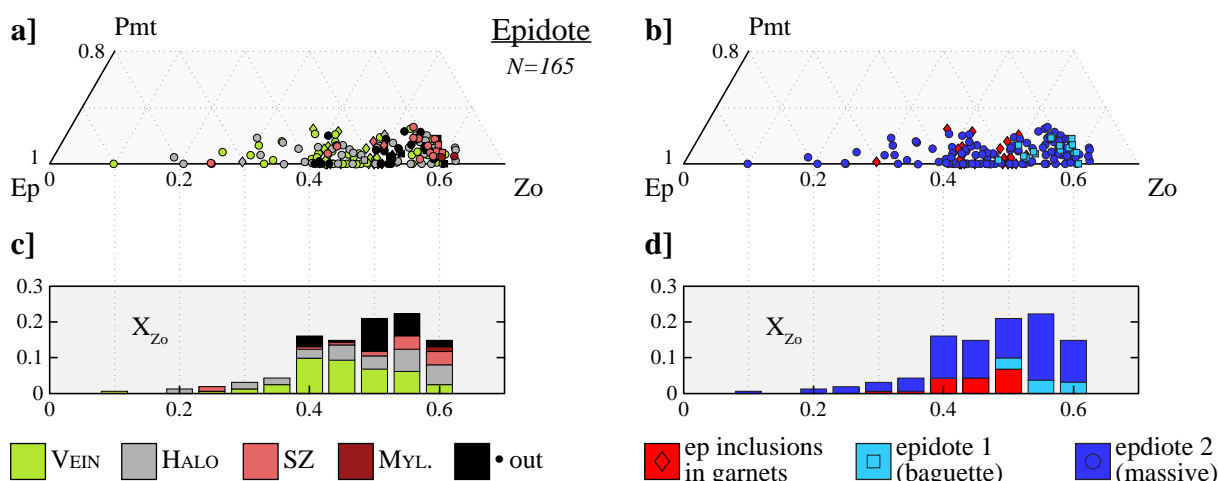 a]
Pmt
0.8
Epidote
N=165
b]
Pmt
0.8
1
Ep
0
0.2
0.4
0.6
Zo
1
Ep
0
0.2
0.4
0.6
Zo
c]
0.3
0.2
0.1
0
X_Zo
0
0.2
0.4
0.6
d]
0.3
0.2
0.1
0
X_Zo
0
0.2
0.4
0.6
VEIN
HALO
SZ
MYL.
• out
ep inclusions
in garnets
epidote 1
(baguette)
epdiote 2
(massive)